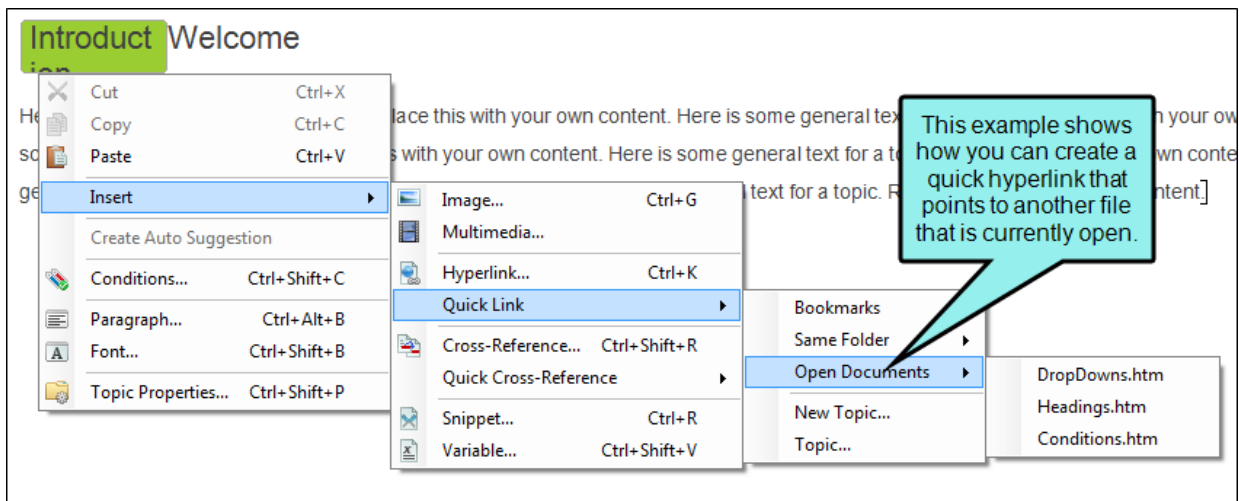 Introduct Welcome
ion
Cut Ctrl+X
Copy Ctrl+C
Paste Ctrl+V
Insert
Create Auto Suggestion
Conditions... Ctrl+Shift+C
Paragraph... Ctrl+Alt+B
Font... Ctrl+Shift+B
Topic Properties... Ctrl+Shift+P
He lace this with your own content. Here is some general tex your ow
so s with your own content. Here is some general text for a to wn conte
ge l text for a topic. R ntent.
Image... Ctrl+G
Multimedia...
Hyperlink... Ctrl+K
Quick Link
Cross-Reference... Ctrl+Shift+R
Quick Cross-Reference
Snippet... Ctrl+R
Variable... Ctrl+Shift+V
Bookmarks
Same Folder
Open Documents
New Topic...
Topic...
DropDowns.htm
Headings.htm
Conditions.htm
This example shows
how you can create a
quick hyperlink that
points to another file
that is currently open.